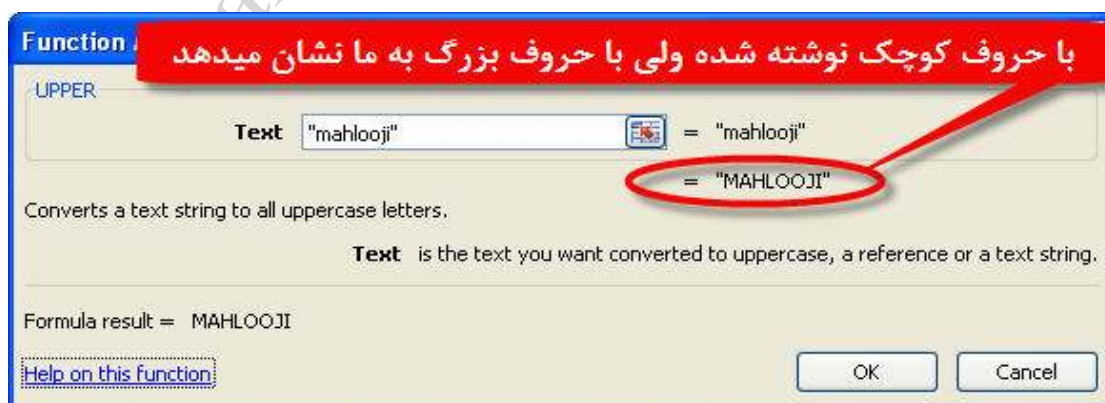 Function
با حروف کوچک نوشته شده ولی با حروف بزرگ به ما نشان میدهد
UPPER
Text "mahlooji" = "mahlooji"
= "MAHLOOJI"
Converts a text string to all uppercase letters.
Text is the text you want converted to uppercase, a reference or a text string.
Formula result = MAHLOOJI
Help on this function
OK Cancel